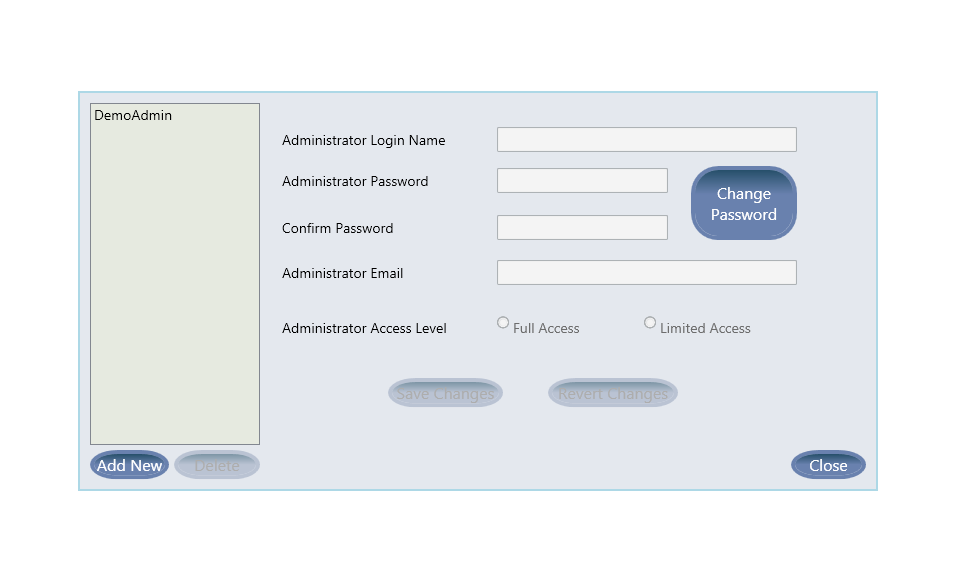 DemoAdmin
Administrator Login Name
Administrator Password
Change
Password
Confirm Password
Administrator Email
Administrator Access Level
Full Access
Limited Access
Save Changes
Revert Changes
Add New
Delete
Close